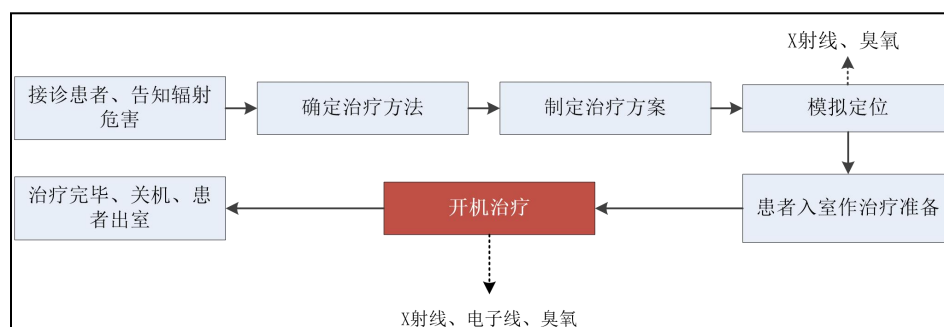 X射线、臭氧
接诊患者、告知辐射
危害
确定治疗方法
制定治疗方案
模拟定位
治疗完毕、关机、患
者出室
开机治疗
患者入室作治疗准备
X射线、电子线、臭氧